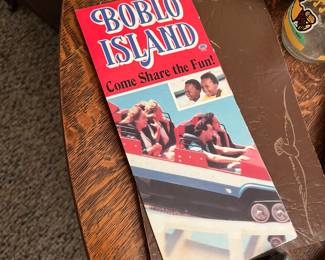 BOBLO
ISLAND
Come Share the Fun!